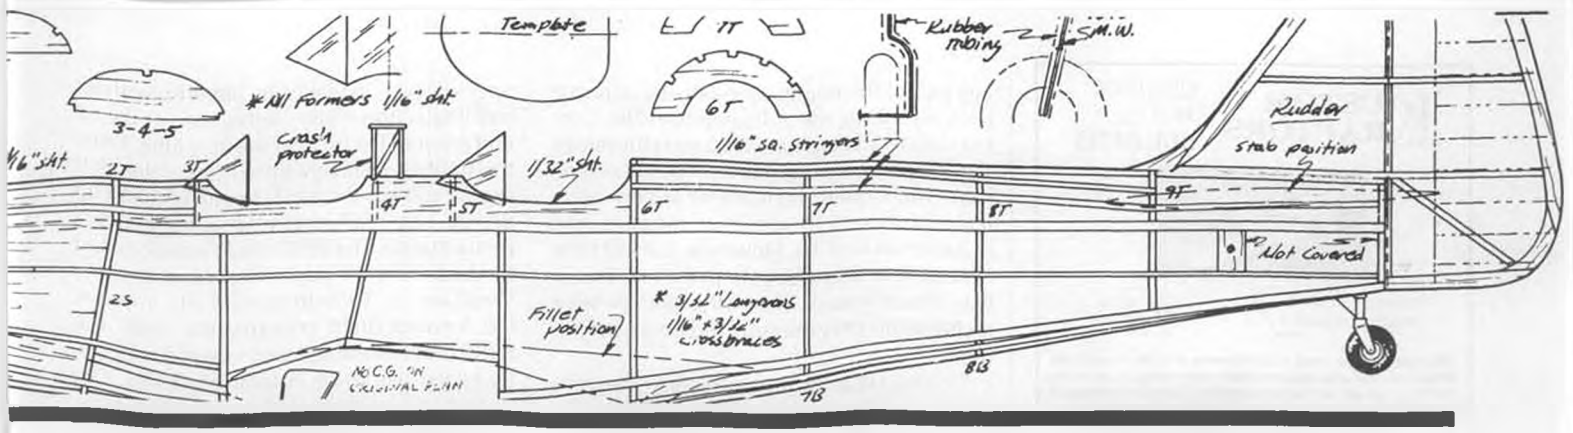 Template
7T
Rubber
tubing
S.M.W.
6T
* All Formers 1/16" sht.
3-4-5
Crash
protector
1/16" sq. stringers
Rudder
stab position
1/16" sht.
2T
3T
1/32" sht.
4T
5T
6T
7T
8T
9T
Not Covered
2S
Fillet
position
* 3/32" Longerons
1/16" + 3/32"
Crossbraces
NO C.G. ON
ORIGINAL PLAN
7B
8B